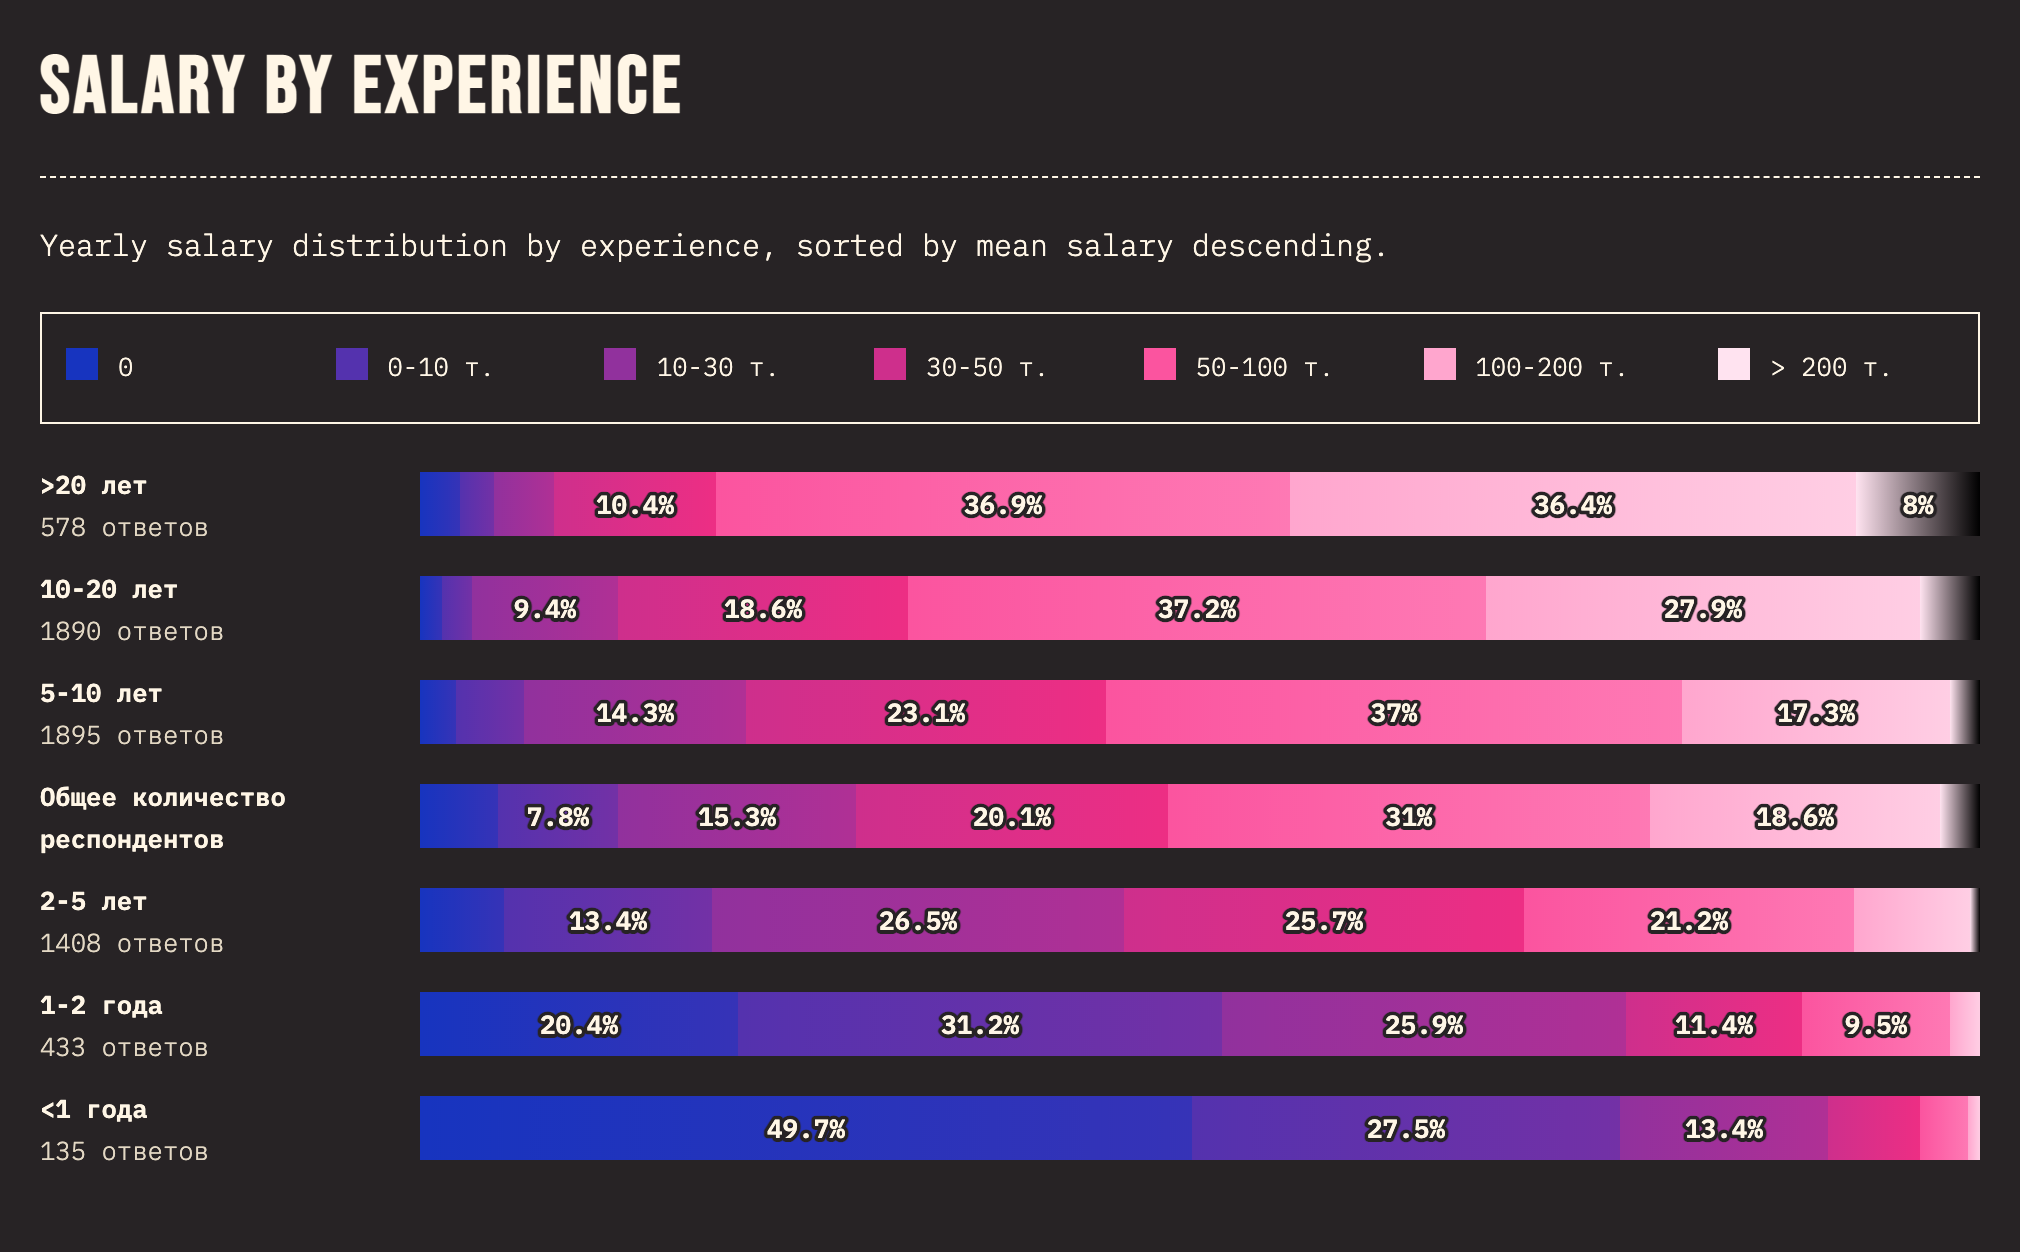 SALARY BY EXPERIENCE
Yearly salary distribution by experience, sorted by mean salary descending.
0 0-10 т. 10-30 т. 30-50 т. 50-100 т. 100-200 т. > 200 т.
>20 лет
578 ответов
10.4% 36.9% 36.4% 8%
10-20 лет
1890 ответов
9.4% 18.6% 37.2% 27.9%
5-10 лет
1895 ответов
14.3% 23.1% 37% 17.3%
Общее количество
респондентов
7.8% 15.3% 20.1% 31% 18.6%
2-5 лет
1408 ответов
13.4% 26.5% 25.7% 21.2%
1-2 года
433 ответов
20.4% 31.2% 25.9% 11.4% 9.5%
<1 года
135 ответов
49.7% 27.5% 13.4%